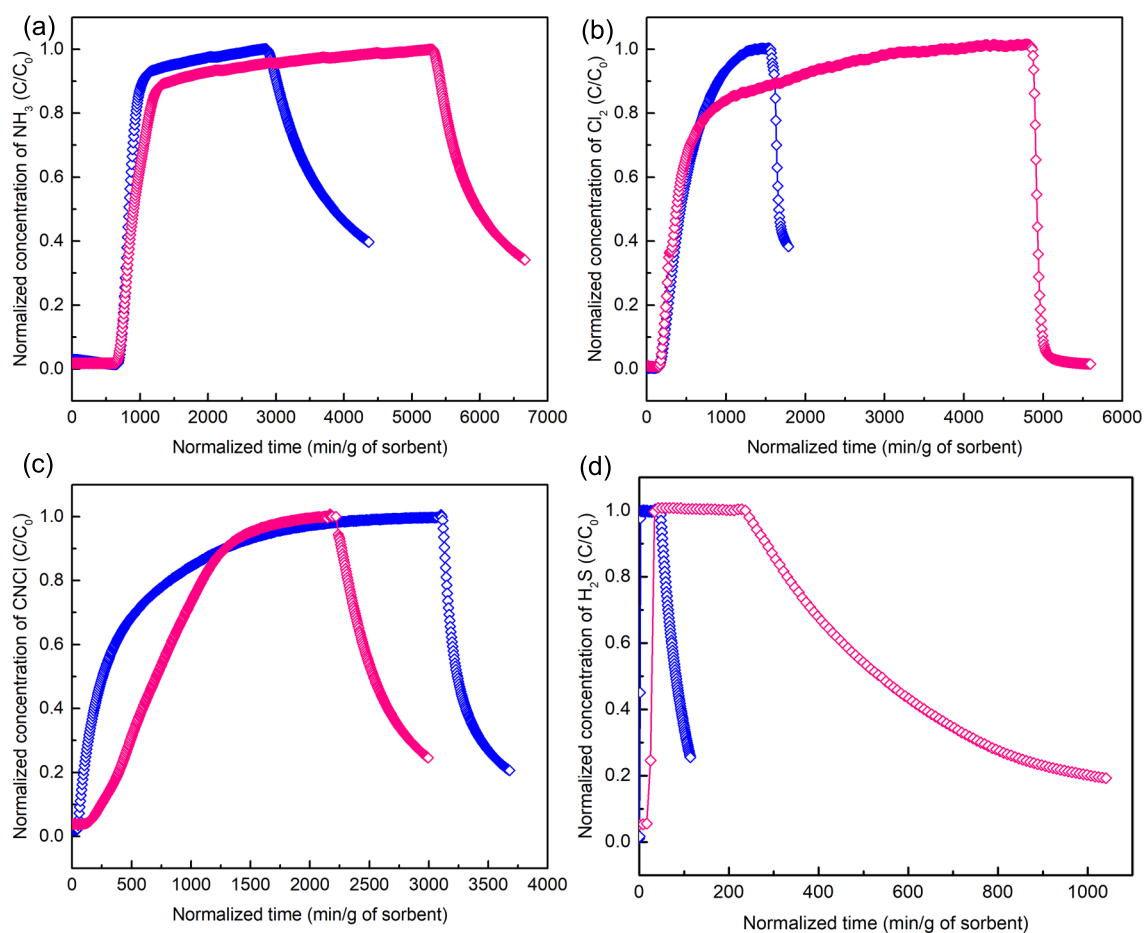 (a)
Normalized concentration of NH3 (C/C0)
1.0
0.8
0.6
0.4
0.2
0.0
0 1000 2000 3000 4000 5000 6000 7000
Normalized time (min/g of sorbent)
(b)
Normalized concentration of Cl2 (C/C0)
1.0
0.8
0.6
0.4
0.2
0.0
0 1000 2000 3000 4000 5000 6000
Normalized time (min/g of sorbent)
(c)
Normalized concentration of CNCl (C/C0)
1.0
0.8
0.6
0.4
0.2
0.0
0 500 1000 1500 2000 2500 3000 3500 4000
Normalized time (min/g of sorbent)
(d)
Normalized concentration of H2S (C/C0)
1.0
0.8
0.6
0.4
0.2
0.0
0 200 400 600 800 1000
Normalized time (min/g of sorbent)